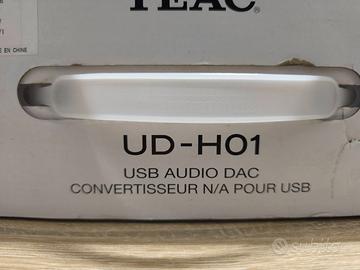 TEAC
EN CHINE
UD-H01
USB AUDIO DAC
CONVERTISSEUR N/A POUR USB
subito